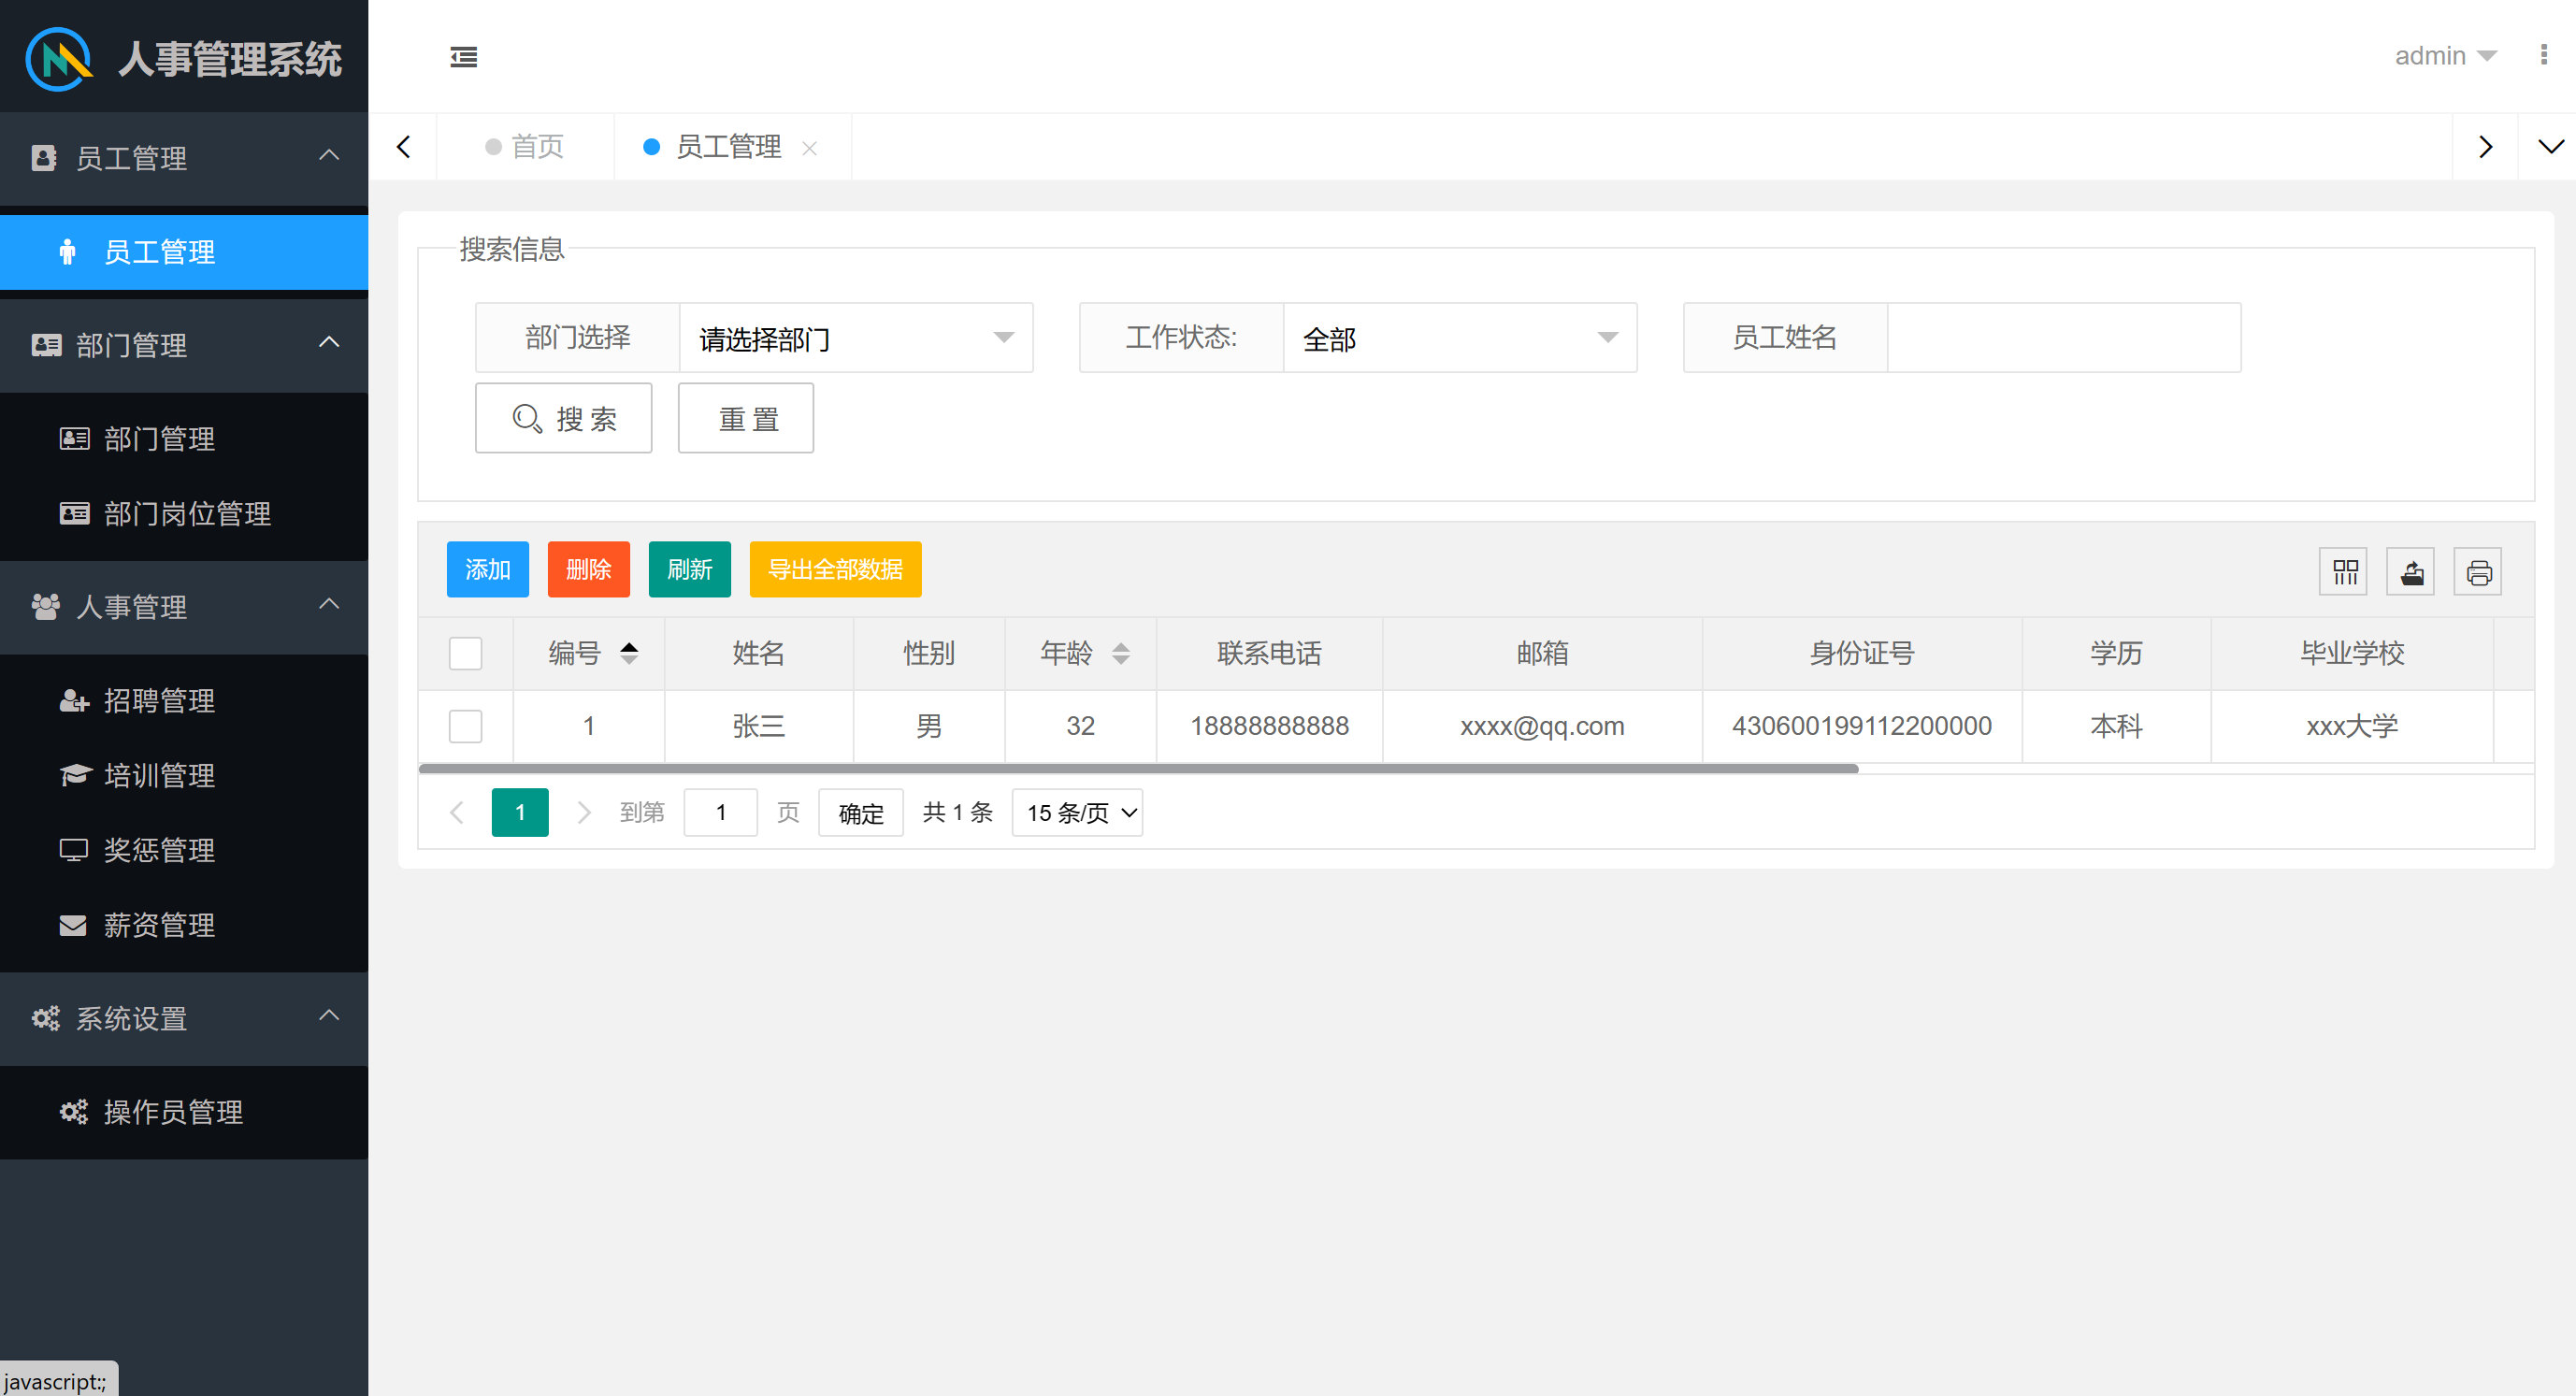 人事管理系统
admin
员工管理
员工管理
部门管理
部门管理
部门岗位管理
人事管理
招聘管理
培训管理
奖惩管理
薪资管理
系统设置
操作员管理
javascript:;
首页 员工管理
搜索信息
部门选择 请选择部门 工作状态: 全部 员工姓名
搜 索 重 置
添加 删除 刷新 导出全部数据
编号 姓名 性别 年龄 联系电话 邮箱 身份证号 学历 毕业学校
1 张三 男 32 18888888888 xxxx@qq.com 430600199112200000 本科 xxx大学
1 到第 1 页 确定 共 1 条 15 条/页